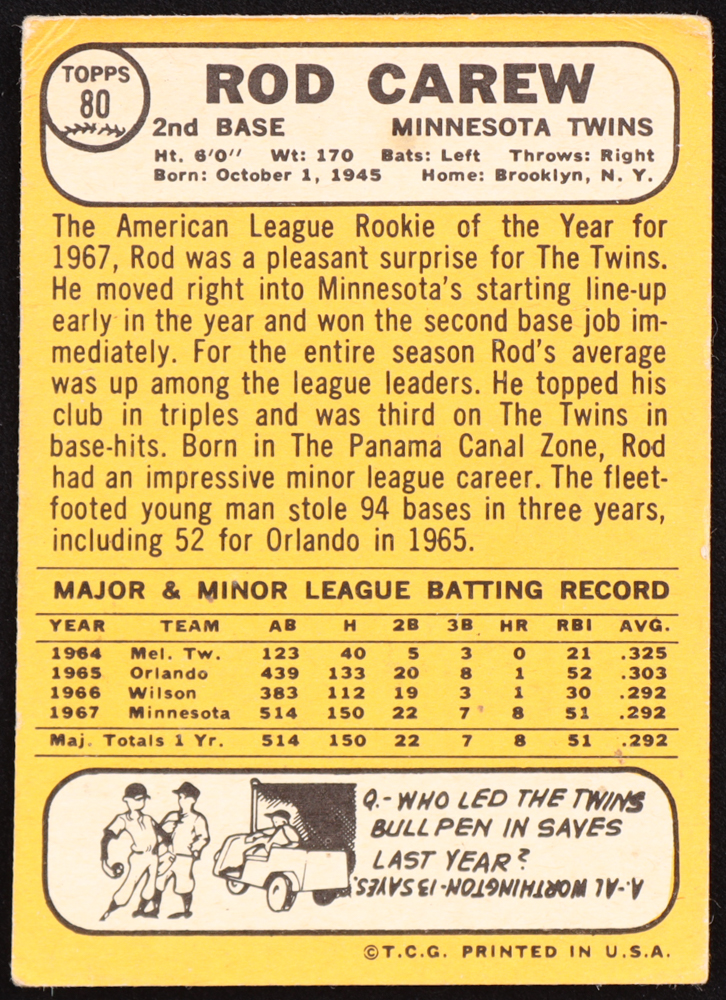 TOPPS
80
ROD CAREW
2nd BASE MINNESOTA TWINS
Ht. 6'0" Wt: 170 Bats: Left Throws: Right
Born: October 1, 1945 Home: Brooklyn, N. Y.
The American League Rookie of the Year for
1967, Rod was a pleasant surprise for The Twins.
He moved right into Minnesota's starting line-up
early in the year and won the second base job im-
mediately. For the entire season Rod's average
was up among the league leaders. He topped his
club in triples and was third on The Twins in
base-hits. Born in The Panama Canal Zone, Rod
had an impressive minor league career. The fleet-
footed young man stole 94 bases in three years,
including 52 for Orlando in 1965.
MAJOR & MINOR LEAGUE BATTING RECORD
YEAR TEAM AB H 2B 3B HR RBI AVG.
1964 Mel. Tw. 123 40 5 3 0 21 .325
1965 Orlando 439 133 20 8 1 52 .303
1966 Wilson 383 112 19 3 1 30 .292
1967 Minnesota 514 150 22 7 8 51 .292
Maj. Totals 1 Yr. 514 150 22 7 8 51 .292
Q.- WHO LED THE TWINS
BULLPEN IN SAVES
LAST YEAR?
A.- AL WORTHINGTON-13 SAVES.
©T.C.G. PRINTED IN U.S.A.